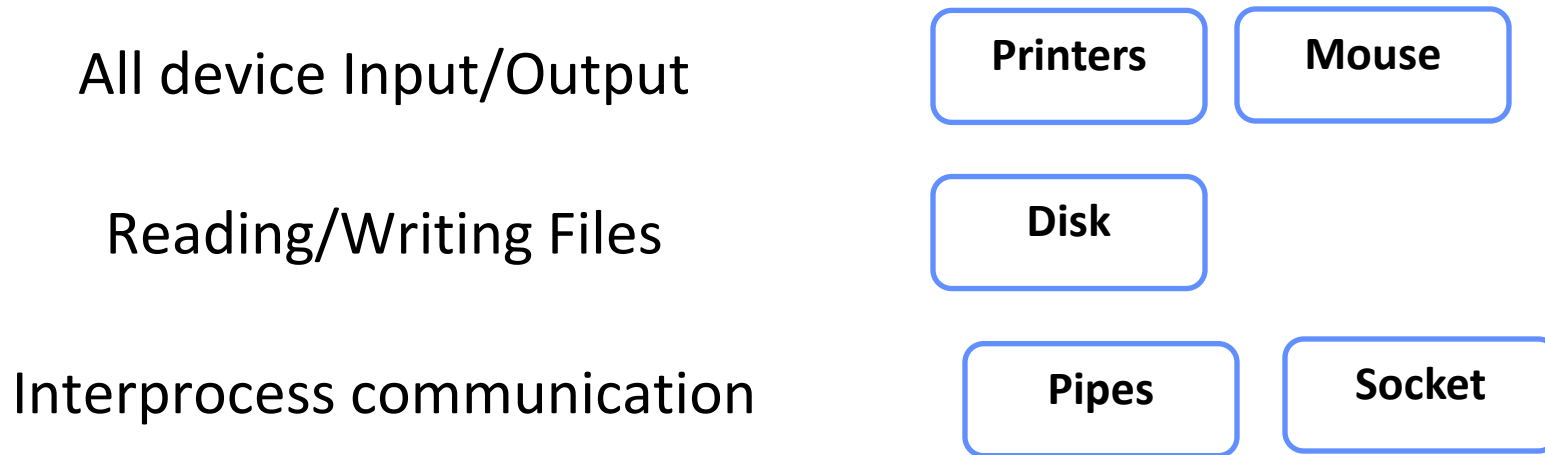 All device Input/Output Printers Mouse
Reading/Writing Files Disk
Interprocess communication Pipes Socket